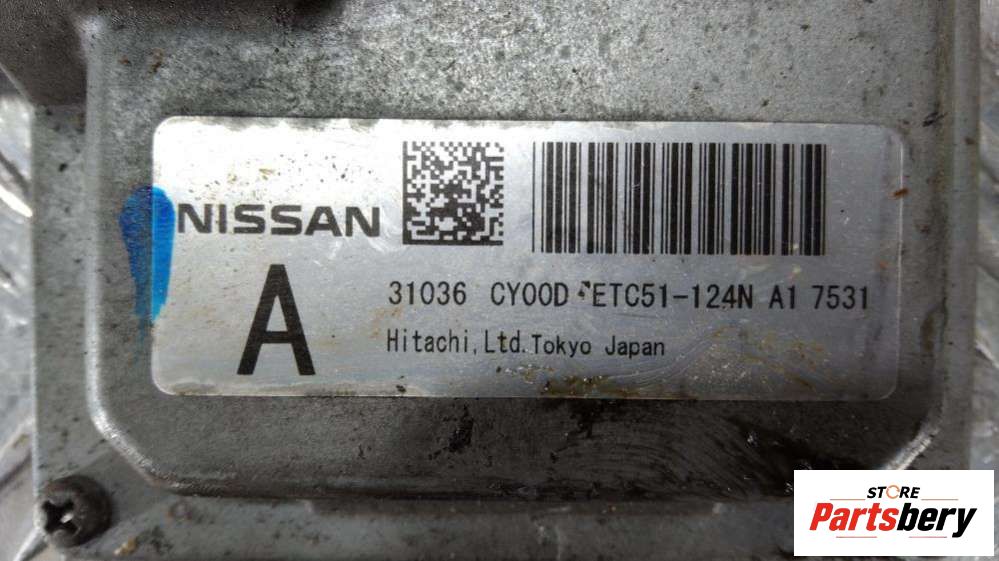 NISSAN
A
31036 CY00D ETC51-124N A1 7531
Hitachi,Ltd.Tokyo Japan
STORE
Partsbery